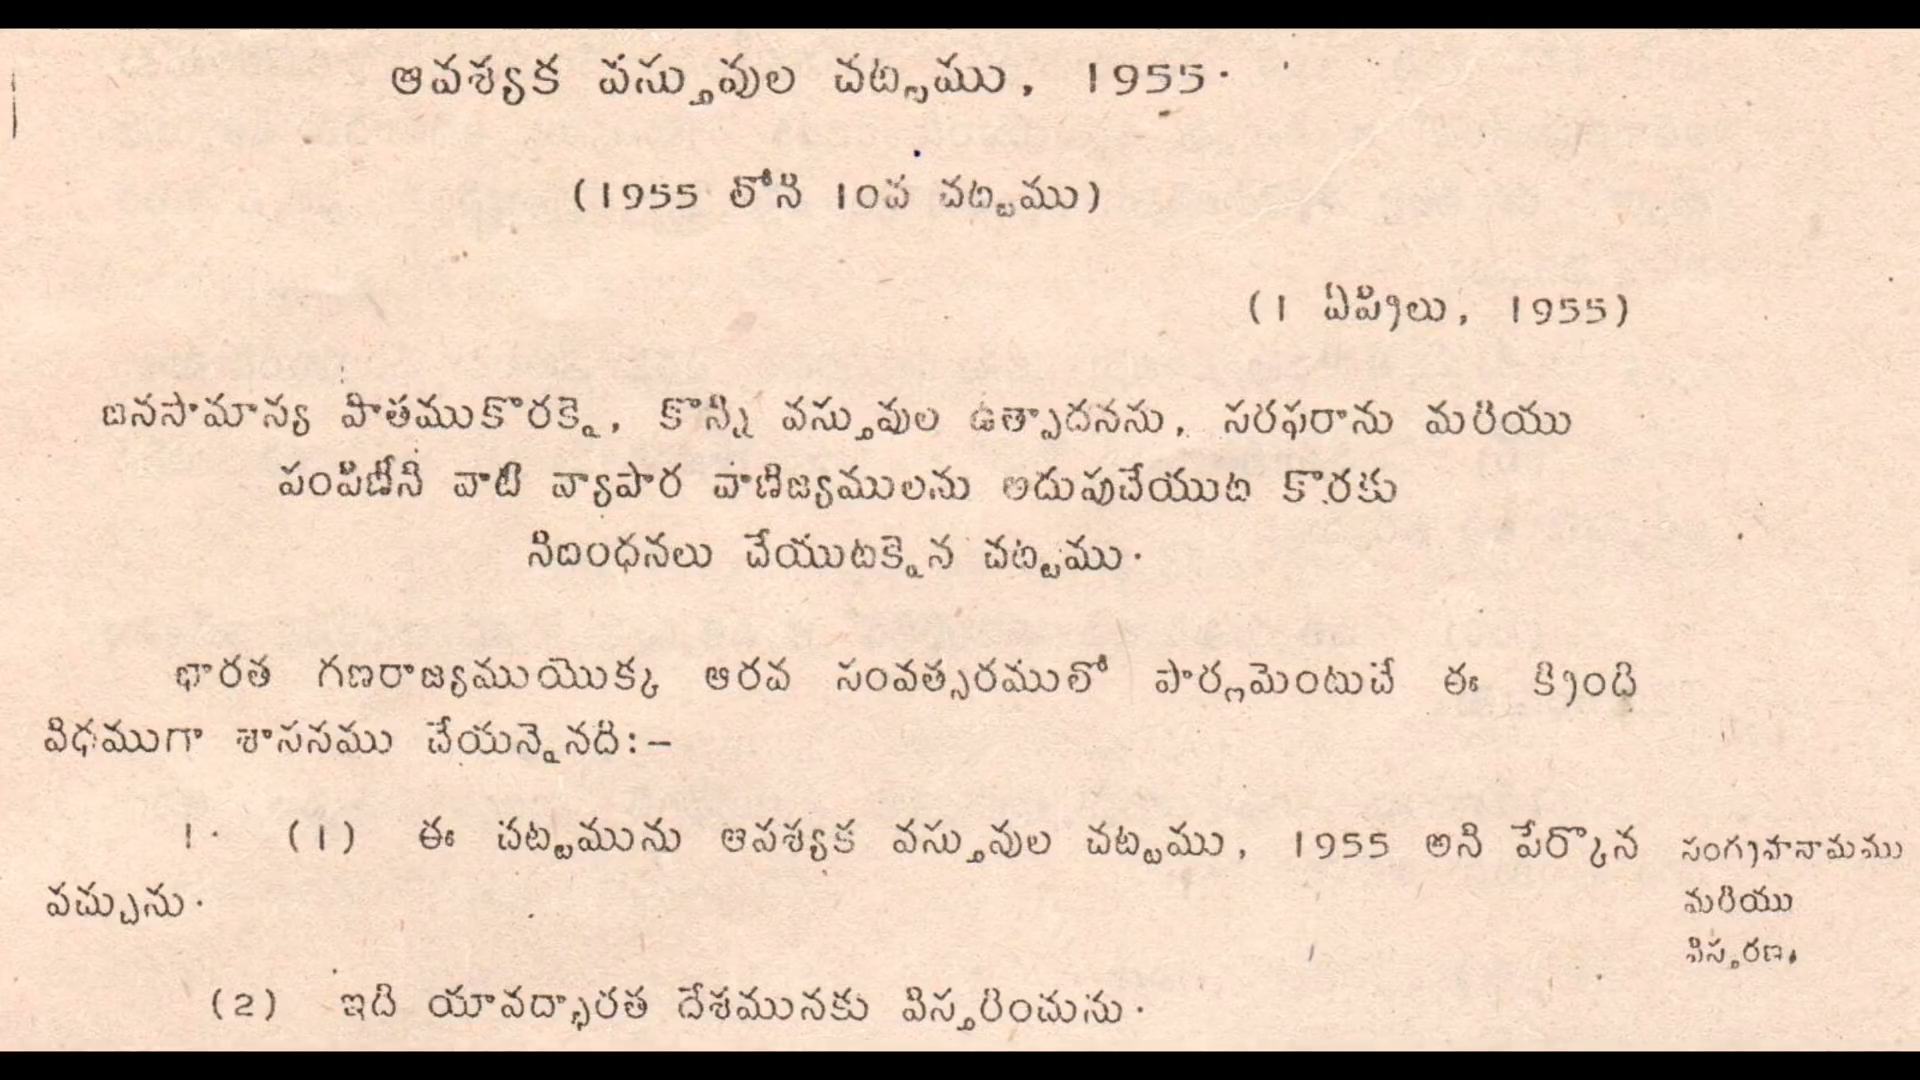 ఆవశ్యక వస్తువుల చట్టము, 1955.
(1955 లోని 10వ చట్టము)
(1 ఏప్రిలు, 1955)
జనసామాన్య హితముకొరకై, కొన్ని వస్తువుల ఉత్పాదనను, సరఫరాను మరియు
పంపిణీని వాటి వ్యాపార వాణిజ్యములను అదుపుచేయుట కొరకు
నిబంధనలు చేయుటకైన చట్టము.
భారత గణరాజ్యముయొక్క ఆరవ సంవత్సరములో పార్లమెంటుచే ఈ క్రింది
విధముగా శాసనము చేయనైనది:-
1. (1) ఈ చట్టమును ఆవశ్యక వస్తువుల చట్టము, 1955 అని పేర్కొన
వచ్చును.
సంగ్రహనామము
మరియు
విస్తరణ.
(2) ఇది యావద్భారత దేశమునకు విస్తరించును.